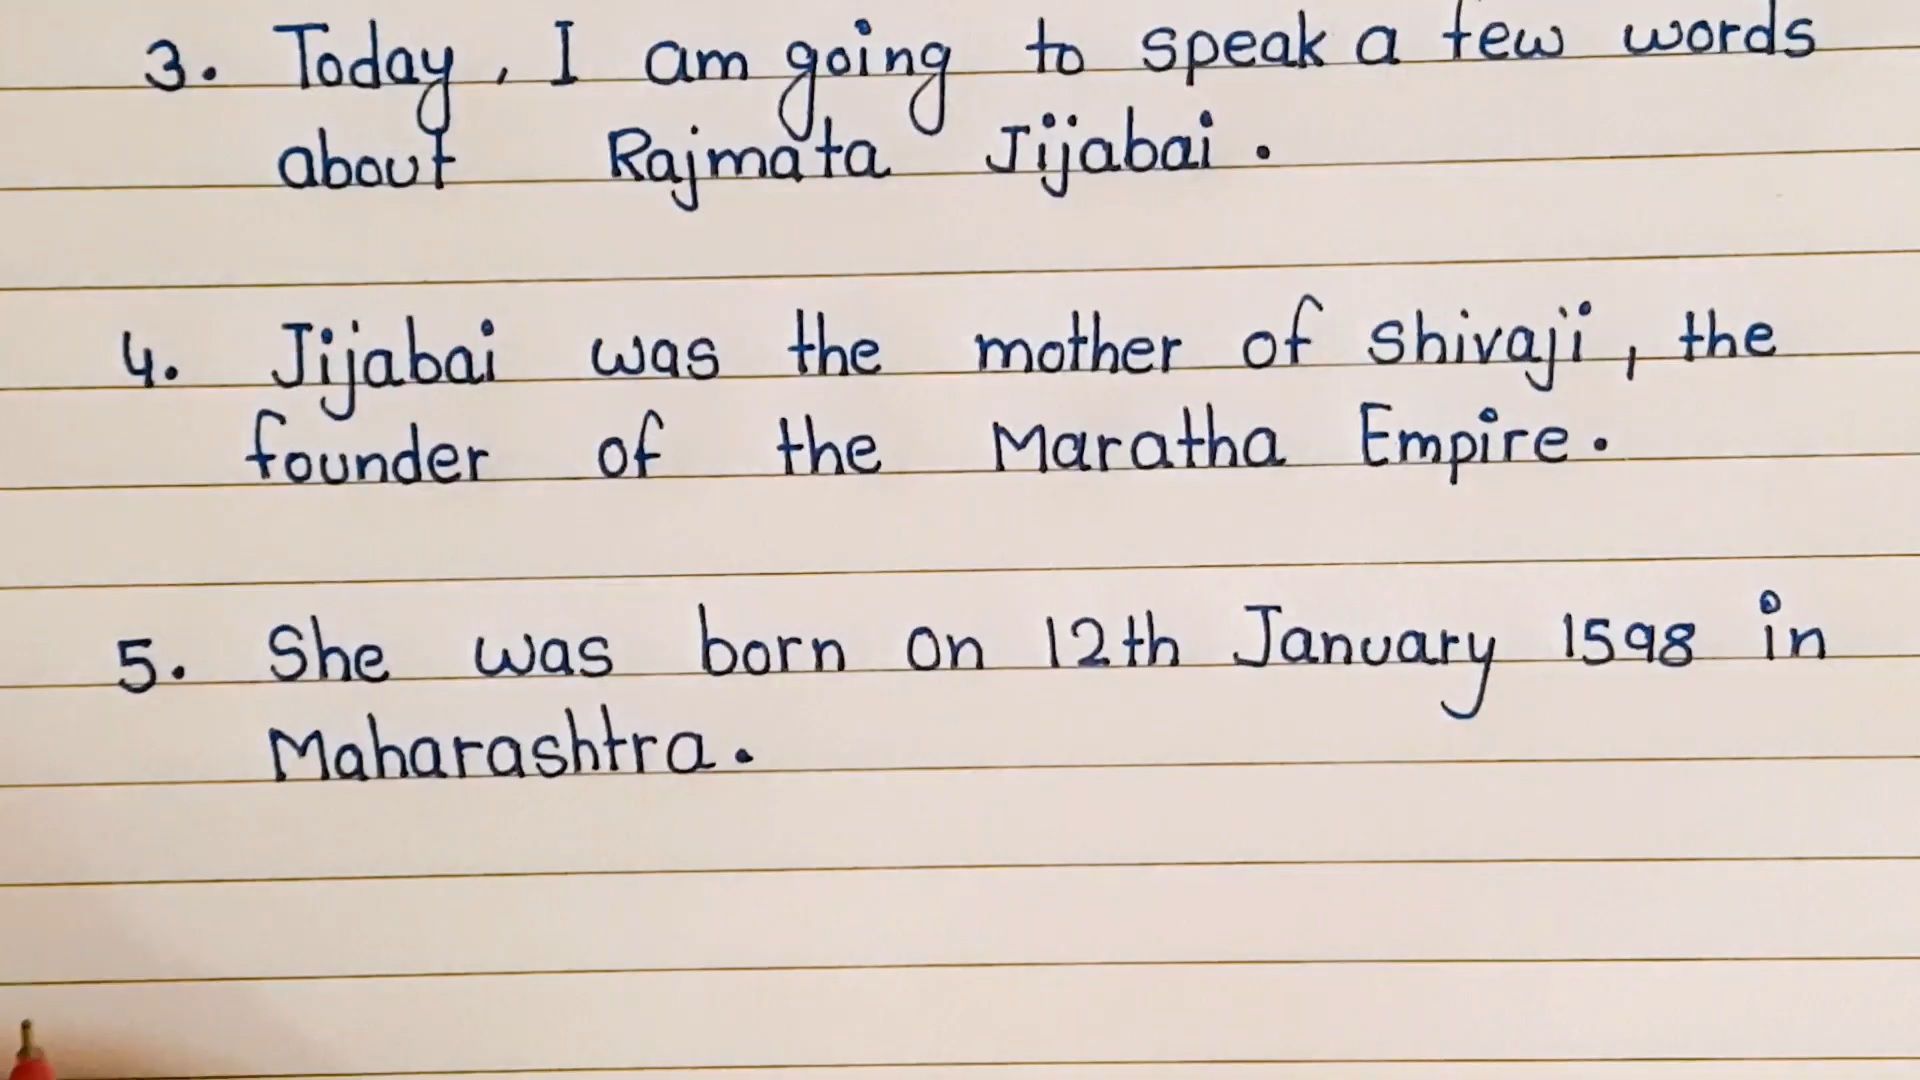 3. Today, I am going to speak a few words
about Rajmata Jijabai.
4. Jijabai was the mother of shivaji, the
founder of the Maratha Empire.
5. She was born on 12th January 1598 in
Maharashtra.